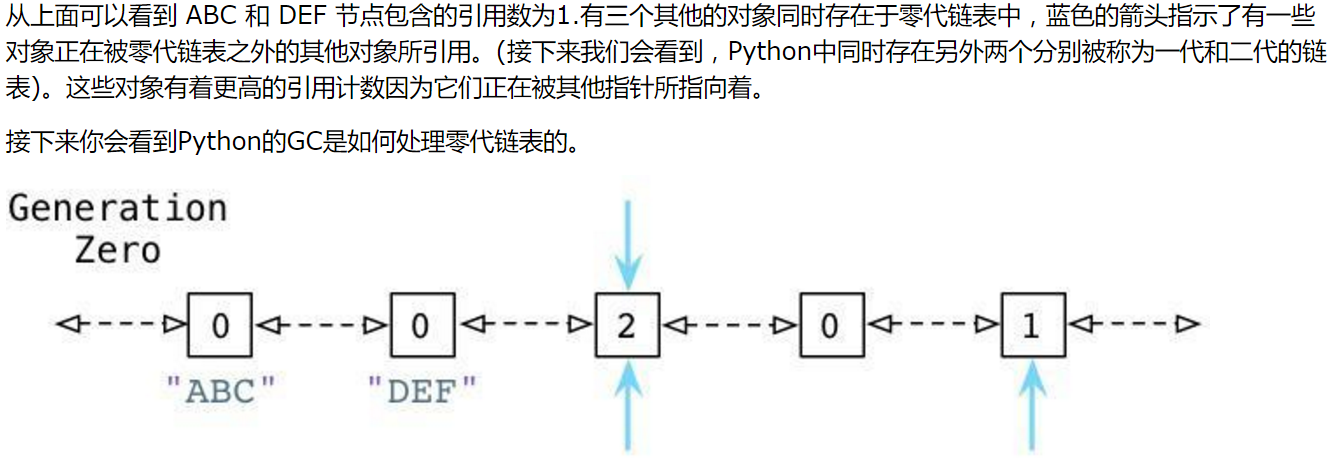 从上面可以看到 ABC 和 DEF 节点包含的引用数为1.有三个其他的对象同时存在于零代链表中，蓝色的箭头指示了有一些
对象正在被零代链表之外的其他对象所引用。(接下来我们会看到，Python中同时存在另外两个分别被称为一代和二代的链
表)。这些对象有着更高的引用计数因为它们正在被其他指针所指向着。
接下来你会看到Python的GC是如何处理零代链表的。
Generation
Zero
0 0 2 0 1
"ABC" "DEF"